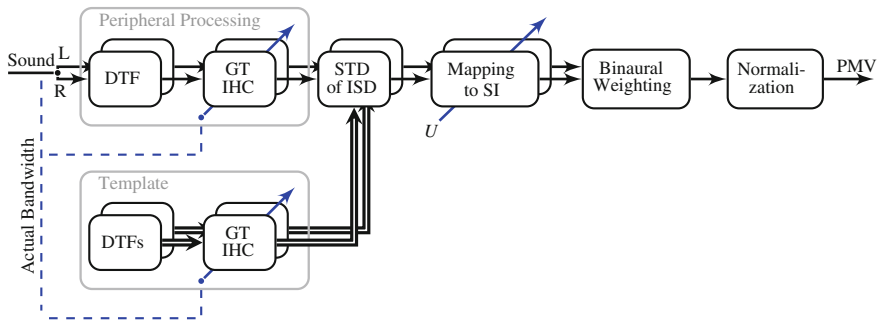 Peripheral Processing
Sound
L
R
DTF
GT
IHC
STD
of ISD
Mapping
to SI
Binaural
Weighting
Normali-
zation
PMV
U
Actual Bandwidth
Template
DTFs
GT
IHC